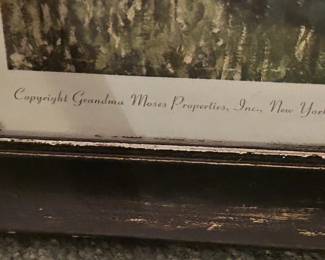 Copyright Grandma Moses Properties, Inc., New York